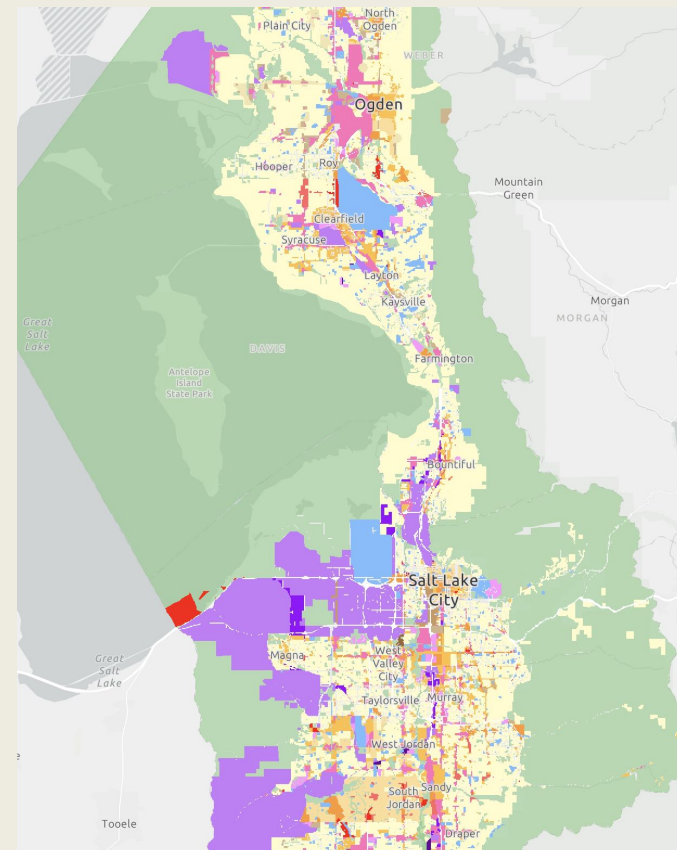 Plain City
North
Ogden
WEBER
Ogden
Hooper
Roy
Mountain
Green
Clearfield
Syracuse
Layton
Kaysville
Morgan
MORGAN
Great
Salt
Lake
DAVIS
Farmington
Antelope
Island
State Park
Bountiful
Salt Lake
City
Great
Salt
Lake
Magna
West
Valley
City
Taylorsville
Murray
West Jordan
e
South
Jordan
Sandy
Tooele
Draper